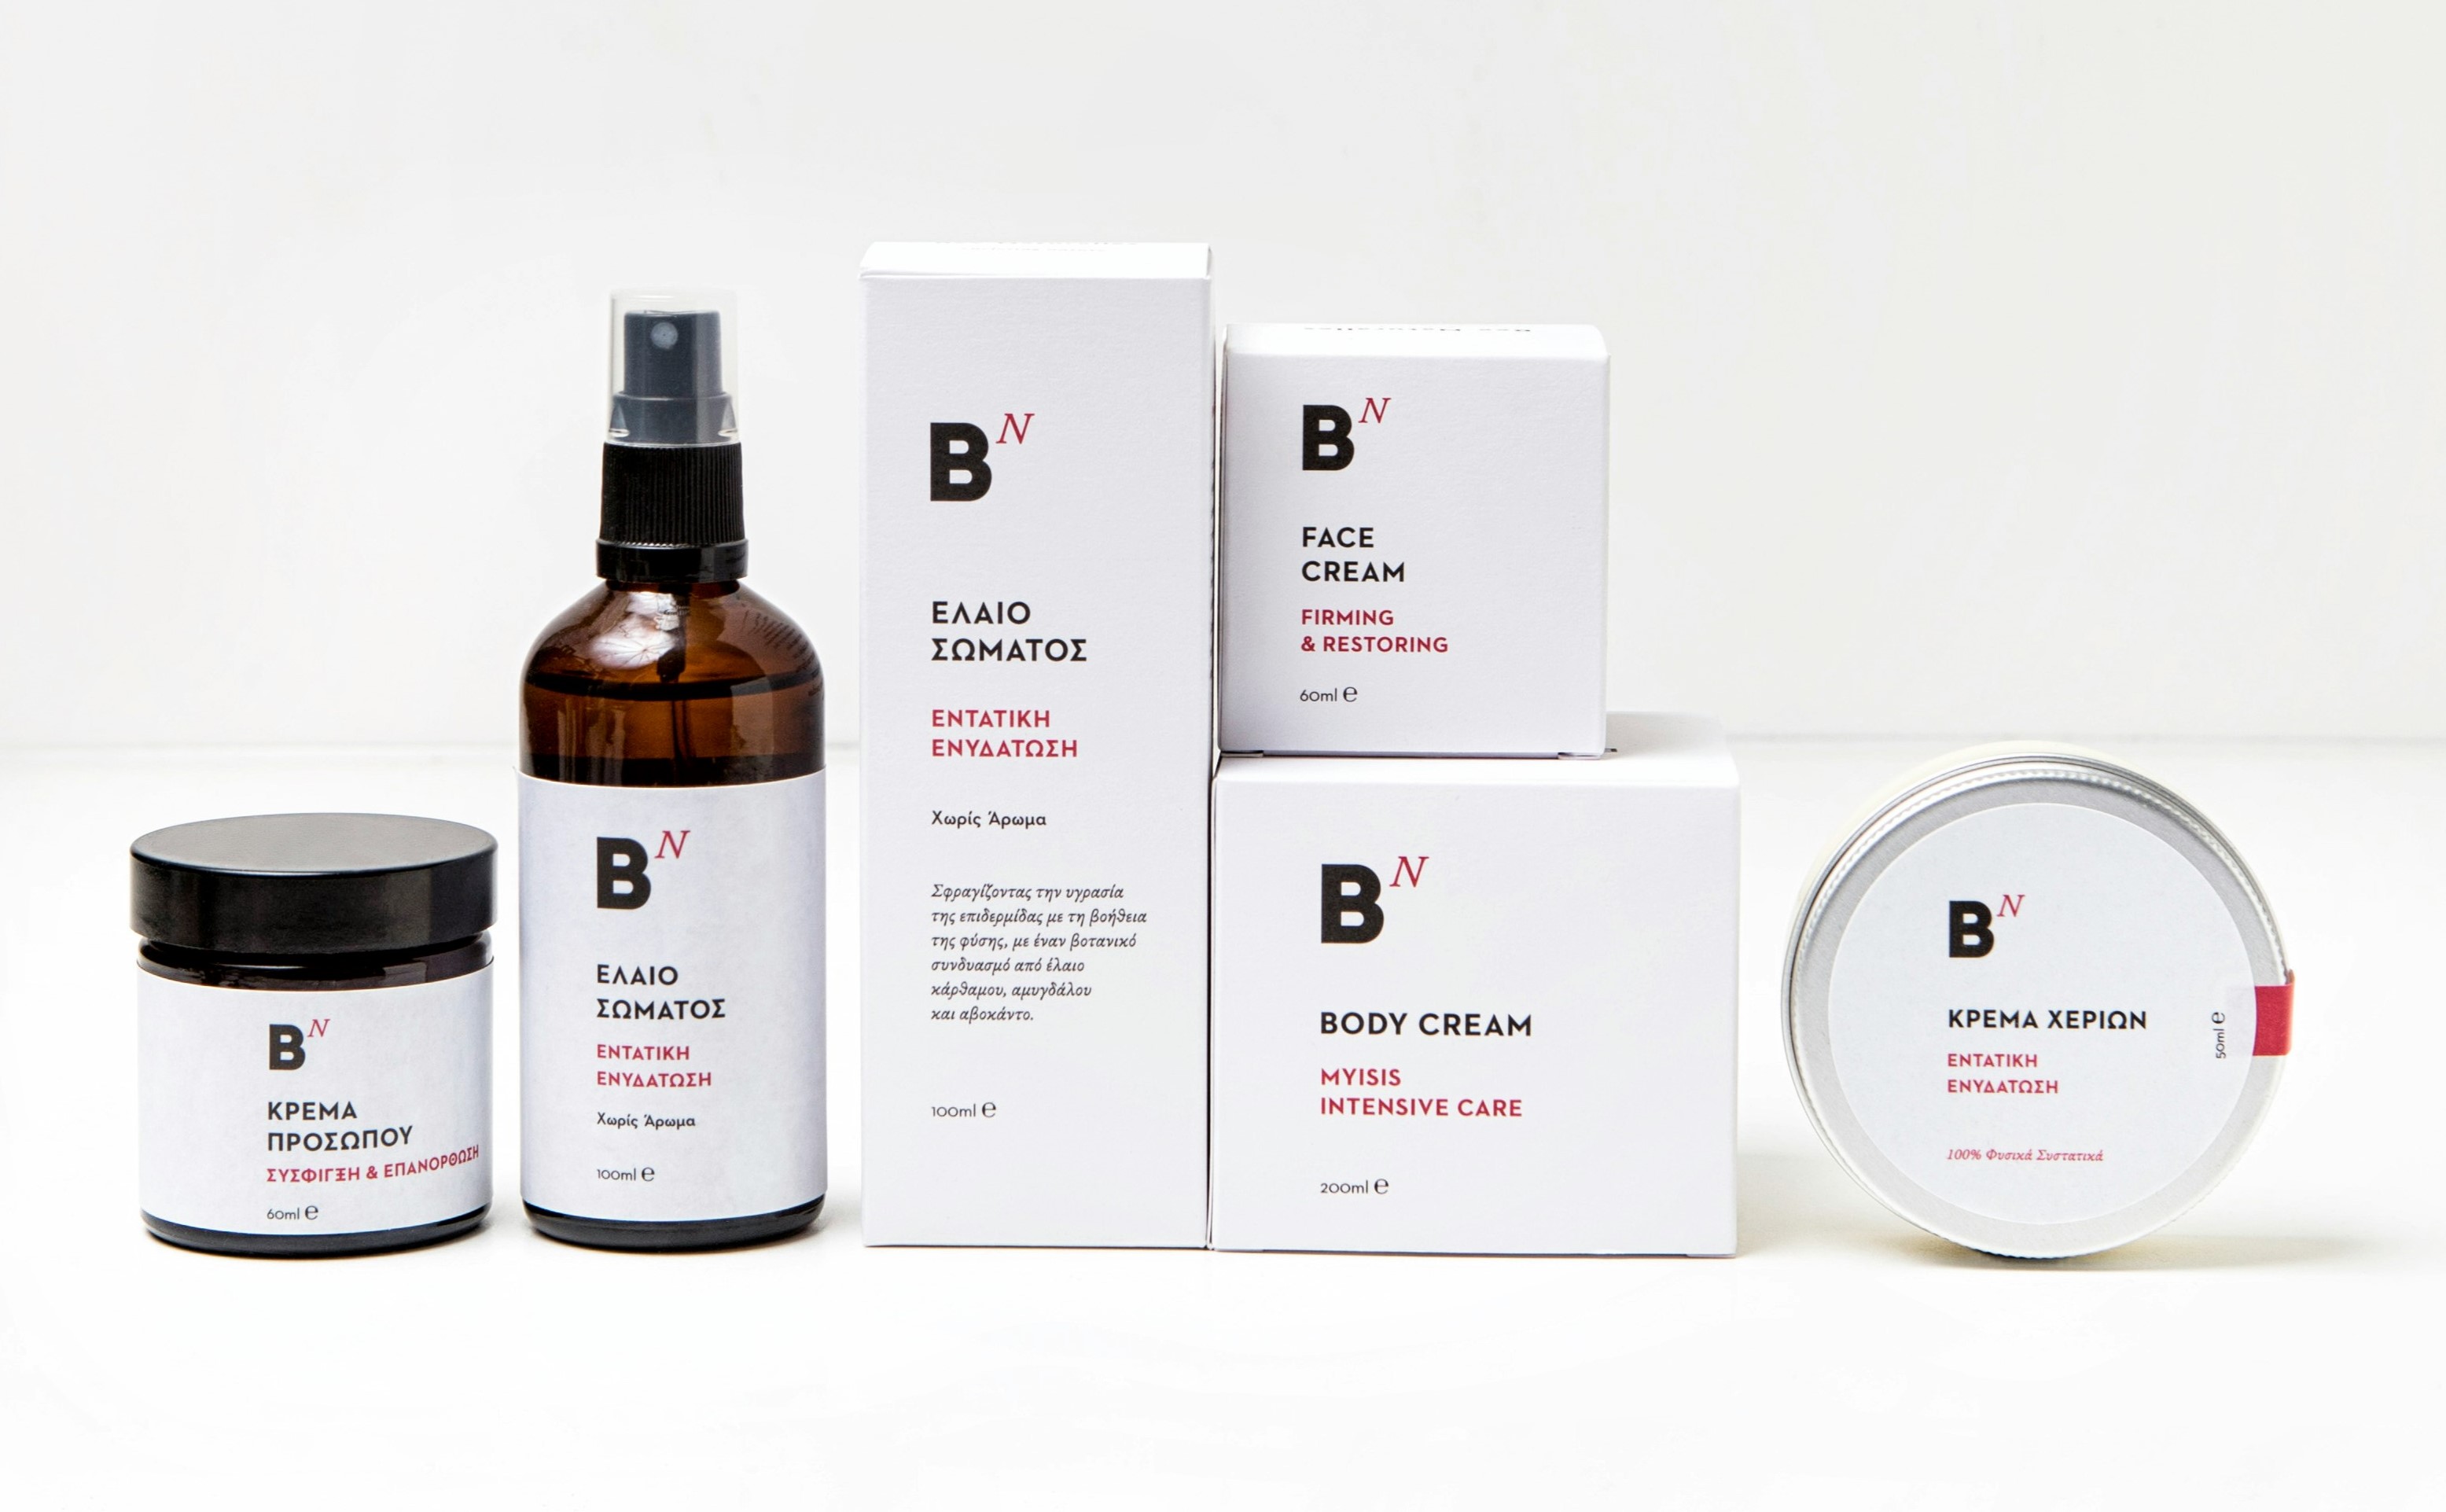 B N
ΚΡΕΜΑ
ΠΡΟΣΩΠΟΥ
ΣΥΣΦΙΓΞΗ & ΕΠΑΝΟΡΘΩΣΗ
60ml ℮
B N
ΕΛΑΙΟ
ΣΩΜΑΤΟΣ
ΕΝΤΑΤΙΚΗ
ΕΝΥΔΑΤΩΣΗ
Χωρίς Άρωμα
100ml ℮
B N
ΕΛΑΙΟ
ΣΩΜΑΤΟΣ
ΕΝΤΑΤΙΚΗ
ΕΝΥΔΑΤΩΣΗ
Χωρίς Άρωμα
Σφραγίζοντας την υγρασία
της επιδερμίδας με τη βοήθεια
της φύσης, με έναν βοτανικό
συνδυασμό από έλαιο
κάρθαμου, αμυγδάλου
και αβοκάντο.
100ml ℮
B N
FACE
CREAM
FIRMING
& RESTORING
60ml ℮
B N
BODY CREAM
MYISIS
INTENSIVE CARE
200ml ℮
B N
ΚΡΕΜΑ ΧΕΡΙΩΝ
ΕΝΤΑΤΙΚΗ
ΕΝΥΔΑΤΩΣΗ
100% Φυσικά Συστατικά
50ml ℮